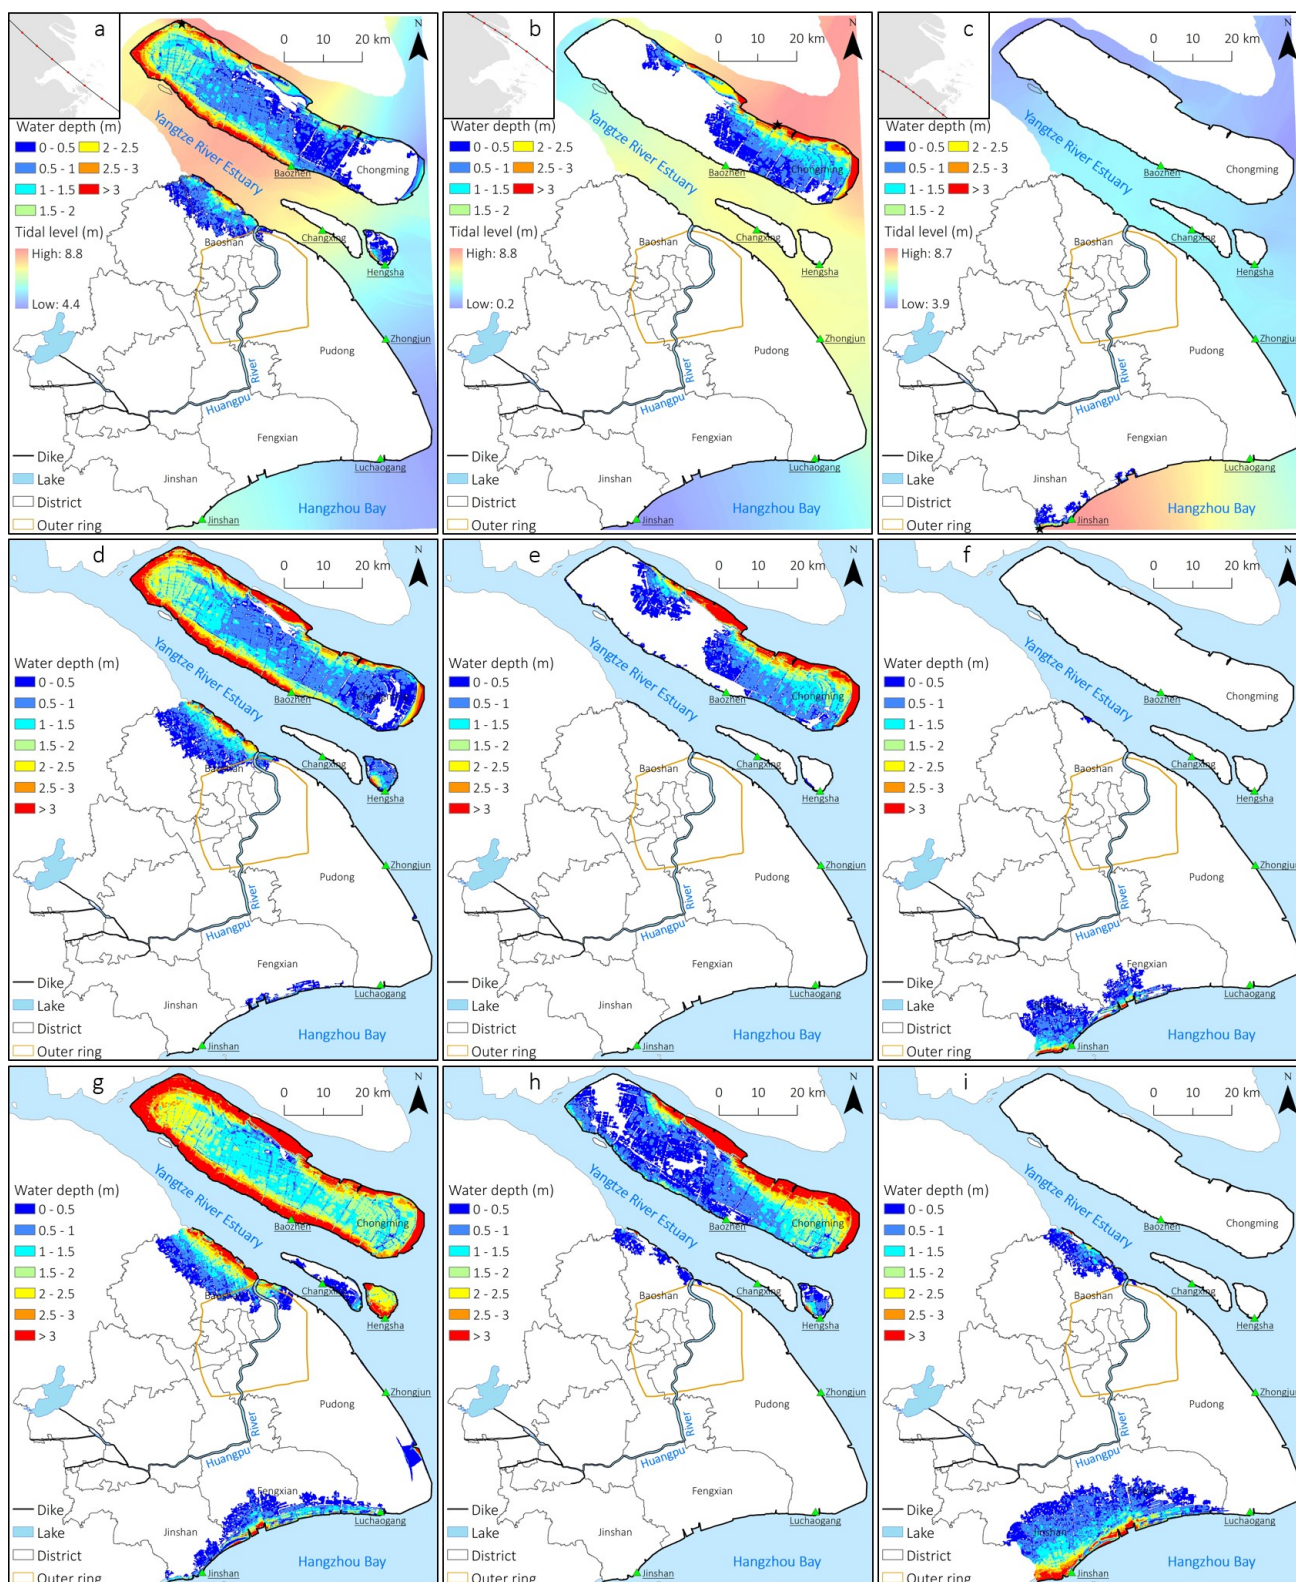 a
N
0 10 20 km
Water depth (m)
0 - 0.5
2 - 2.5
0.5 - 1
2.5 - 3
1 - 1.5
> 3
1.5 - 2
Tidal level (m)
High: 8.8
Low: 4.4
Yangtze River Estuary
Baozhen
Chongming
Baoshan
Changxing
Hengsha
Zhongjun
Pudong
River
Huangpu
Fengxian
Luchaogang
Jinshan
Hangzhou Bay
Jinshan
Dike
Lake
District
Outer ring
b
N
0 10 20 km
Water depth (m)
0 - 0.5
2 - 2.5
0.5 - 1
2.5 - 3
1 - 1.5
> 3
1.5 - 2
Tidal level (m)
High: 8.8
Low: 0.2
Yangtze River Estuary
Baozhen
Chongming
Baoshan
Changxing
Hengsha
Zhongjun
Pudong
River
Huangpu
Fengxian
Luchaogang
Jinshan
Hangzhou Bay
Jinshan
Dike
Lake
District
Outer ring
c
N
0 10 20 km
Water depth (m)
0 - 0.5
2 - 2.5
0.5 - 1
2.5 - 3
1 - 1.5
> 3
1.5 - 2
Tidal level (m)
High: 8.7
Low: 3.9
Yangtze River Estuary
Baozhen
Chongming
Baoshan
Changxing
Hengsha
Zhongjun
Pudong
River
Huangpu
Fengxian
Luchaogang
Jinshan
Hangzhou Bay
Jinshan
Dike
Lake
District
Outer ring
d
N
0 10 20 km
Water depth (m)
0 - 0.5
0.5 - 1
1 - 1.5
1.5 - 2
2 - 2.5
2.5 - 3
> 3
Yangtze River Estuary
Baozhen
Baoshan
Changxing
Hengsha
Zhongjun
Pudong
River
Huangpu
Fengxian
Luchaogang
Jinshan
Hangzhou Bay
Jinshan
Dike
Lake
District
Outer ring
e
N
0 10 20 km
Water depth (m)
0 - 0.5
0.5 - 1
1 - 1.5
1.5 - 2
2 - 2.5
2.5 - 3
> 3
Yangtze River Estuary
Baozhen
Chongming
Baoshan
Changxing
Hengsha
Zhongjun
Pudong
River
Huangpu
Fengxian
Luchaogang
Jinshan
Hangzhou Bay
Jinshan
Dike
Lake
District
Outer ring
f
N
0 10 20 km
Water depth (m)
0 - 0.5
0.5 - 1
1 - 1.5
1.5 - 2
2 - 2.5
2.5 - 3
> 3
Yangtze River Estuary
Baozhen
Chongming
Baoshan
Changxing
Hengsha
Zhongjun
Pudong
River
Huangpu
Fengxian
Luchaogang
Hangzhou Bay
Jinshan
Dike
Lake
District
Outer ring
g
N
0 10 20 km
Water depth (m)
0 - 0.5
0.5 - 1
1 - 1.5
1.5 - 2
2 - 2.5
2.5 - 3
> 3
Yangtze River Estuary
Baozhen
Chongming
Baoshan
Changxing
Hengsha
Zhongjun
Pudong
River
Huangpu
Fengxian
Luchaogang
Jinshan
Hangzhou Bay
Jinshan
Dike
Lake
District
Outer ring
h
N
0 10 20 km
Water depth (m)
0 - 0.5
0.5 - 1
1 - 1.5
1.5 - 2
2 - 2.5
2.5 - 3
> 3
Yangtze River Estuary
Baozhen
Chongming
Baoshan
Changxing
Hengsha
Zhongjun
Pudong
River
Huangpu
Fengxian
Luchaogang
Jinshan
Hangzhou Bay
Jinshan
Dike
Lake
District
Outer ring
i
N
0 10 20 km
Water depth (m)
0 - 0.5
0.5 - 1
1 - 1.5
1.5 - 2
2 - 2.5
2.5 - 3
> 3
Yangtze River Estuary
Baozhen
Chongming
Baoshan
Changxing
Hengsha
Zhongjun
Pudong
River
Huangpu
Luchaogang
Jinshan
Hangzhou Bay
Jinshan
Dike
Lake
District
Outer ring